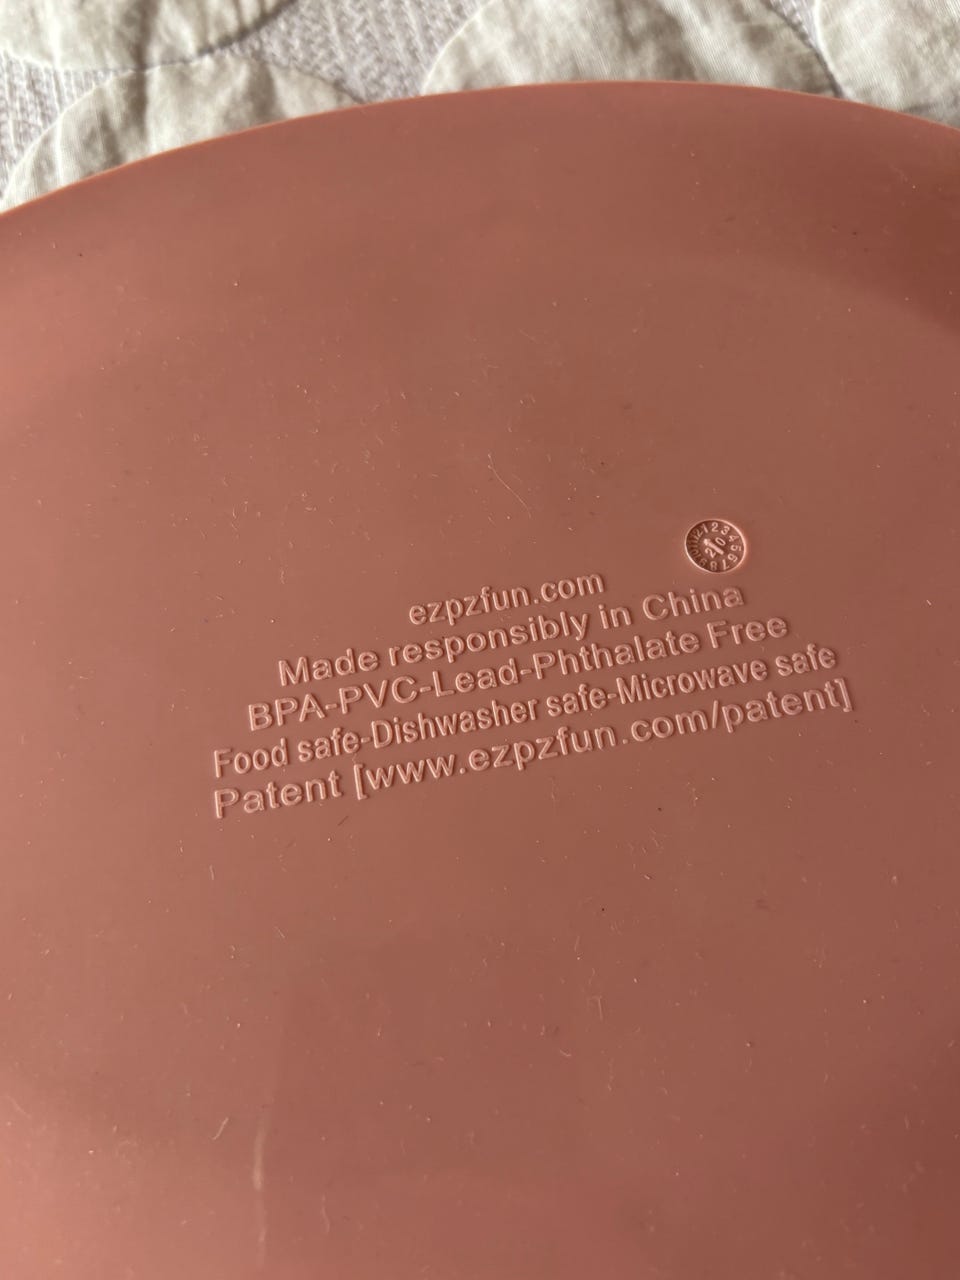 ezpzfun.com
Made responsibly in China
BPA-PVC-Lead-Phthalate Free
Food safe-Dishwasher safe-Microwave safe
Patent [www.ezpzfun.com/patent]